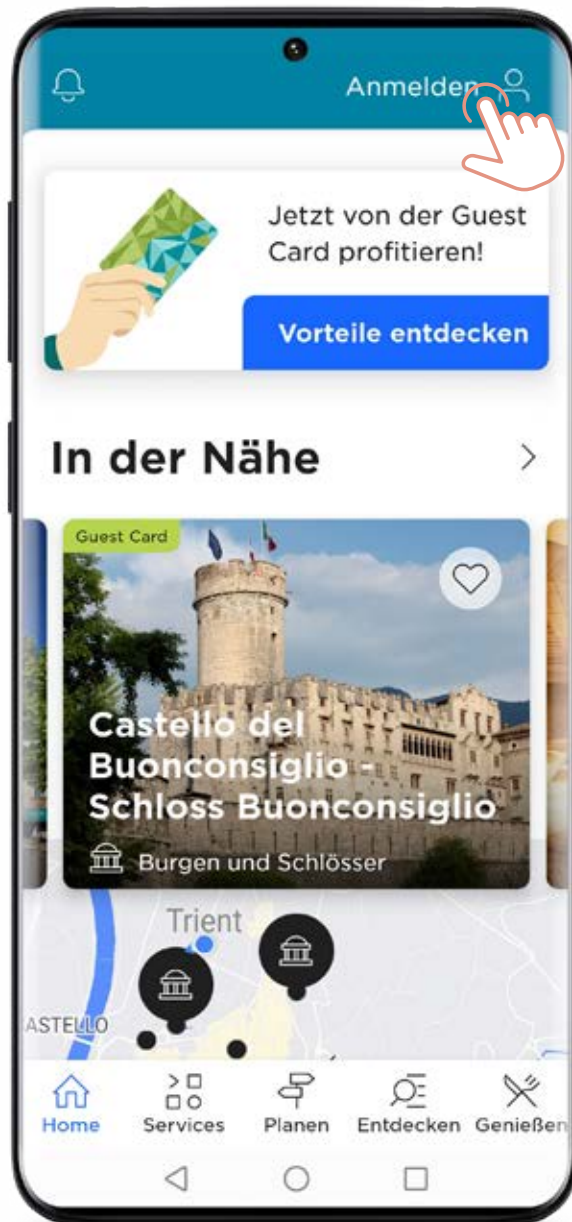 Anmelden
Jetzt von der Guest
Card profitieren!
Vorteile entdecken
In der Nähe
Guest Card
Castello del
Buonconsiglio -
Schloss Buonconsiglio
Burgen und Schlösser
Trient
ASTELLO
Home Services Planen Entdecken Genießen